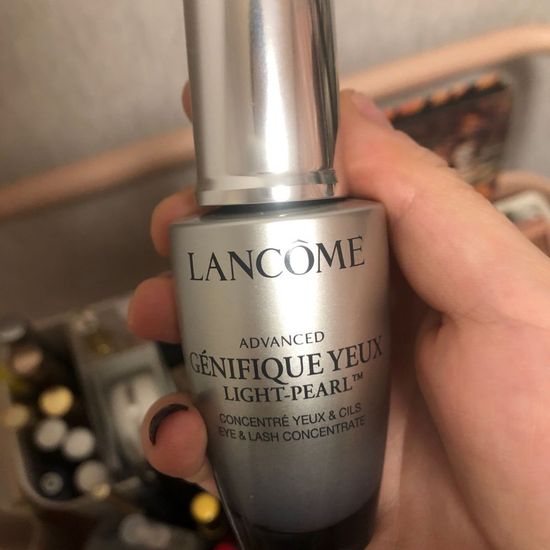 LANCÔME
ADVANCED
GÉNIFIQUE YEUX
LIGHT-PEARL™
CONCENTRÉ YEUX & CILS
EYE & LASH CONCENTRATE